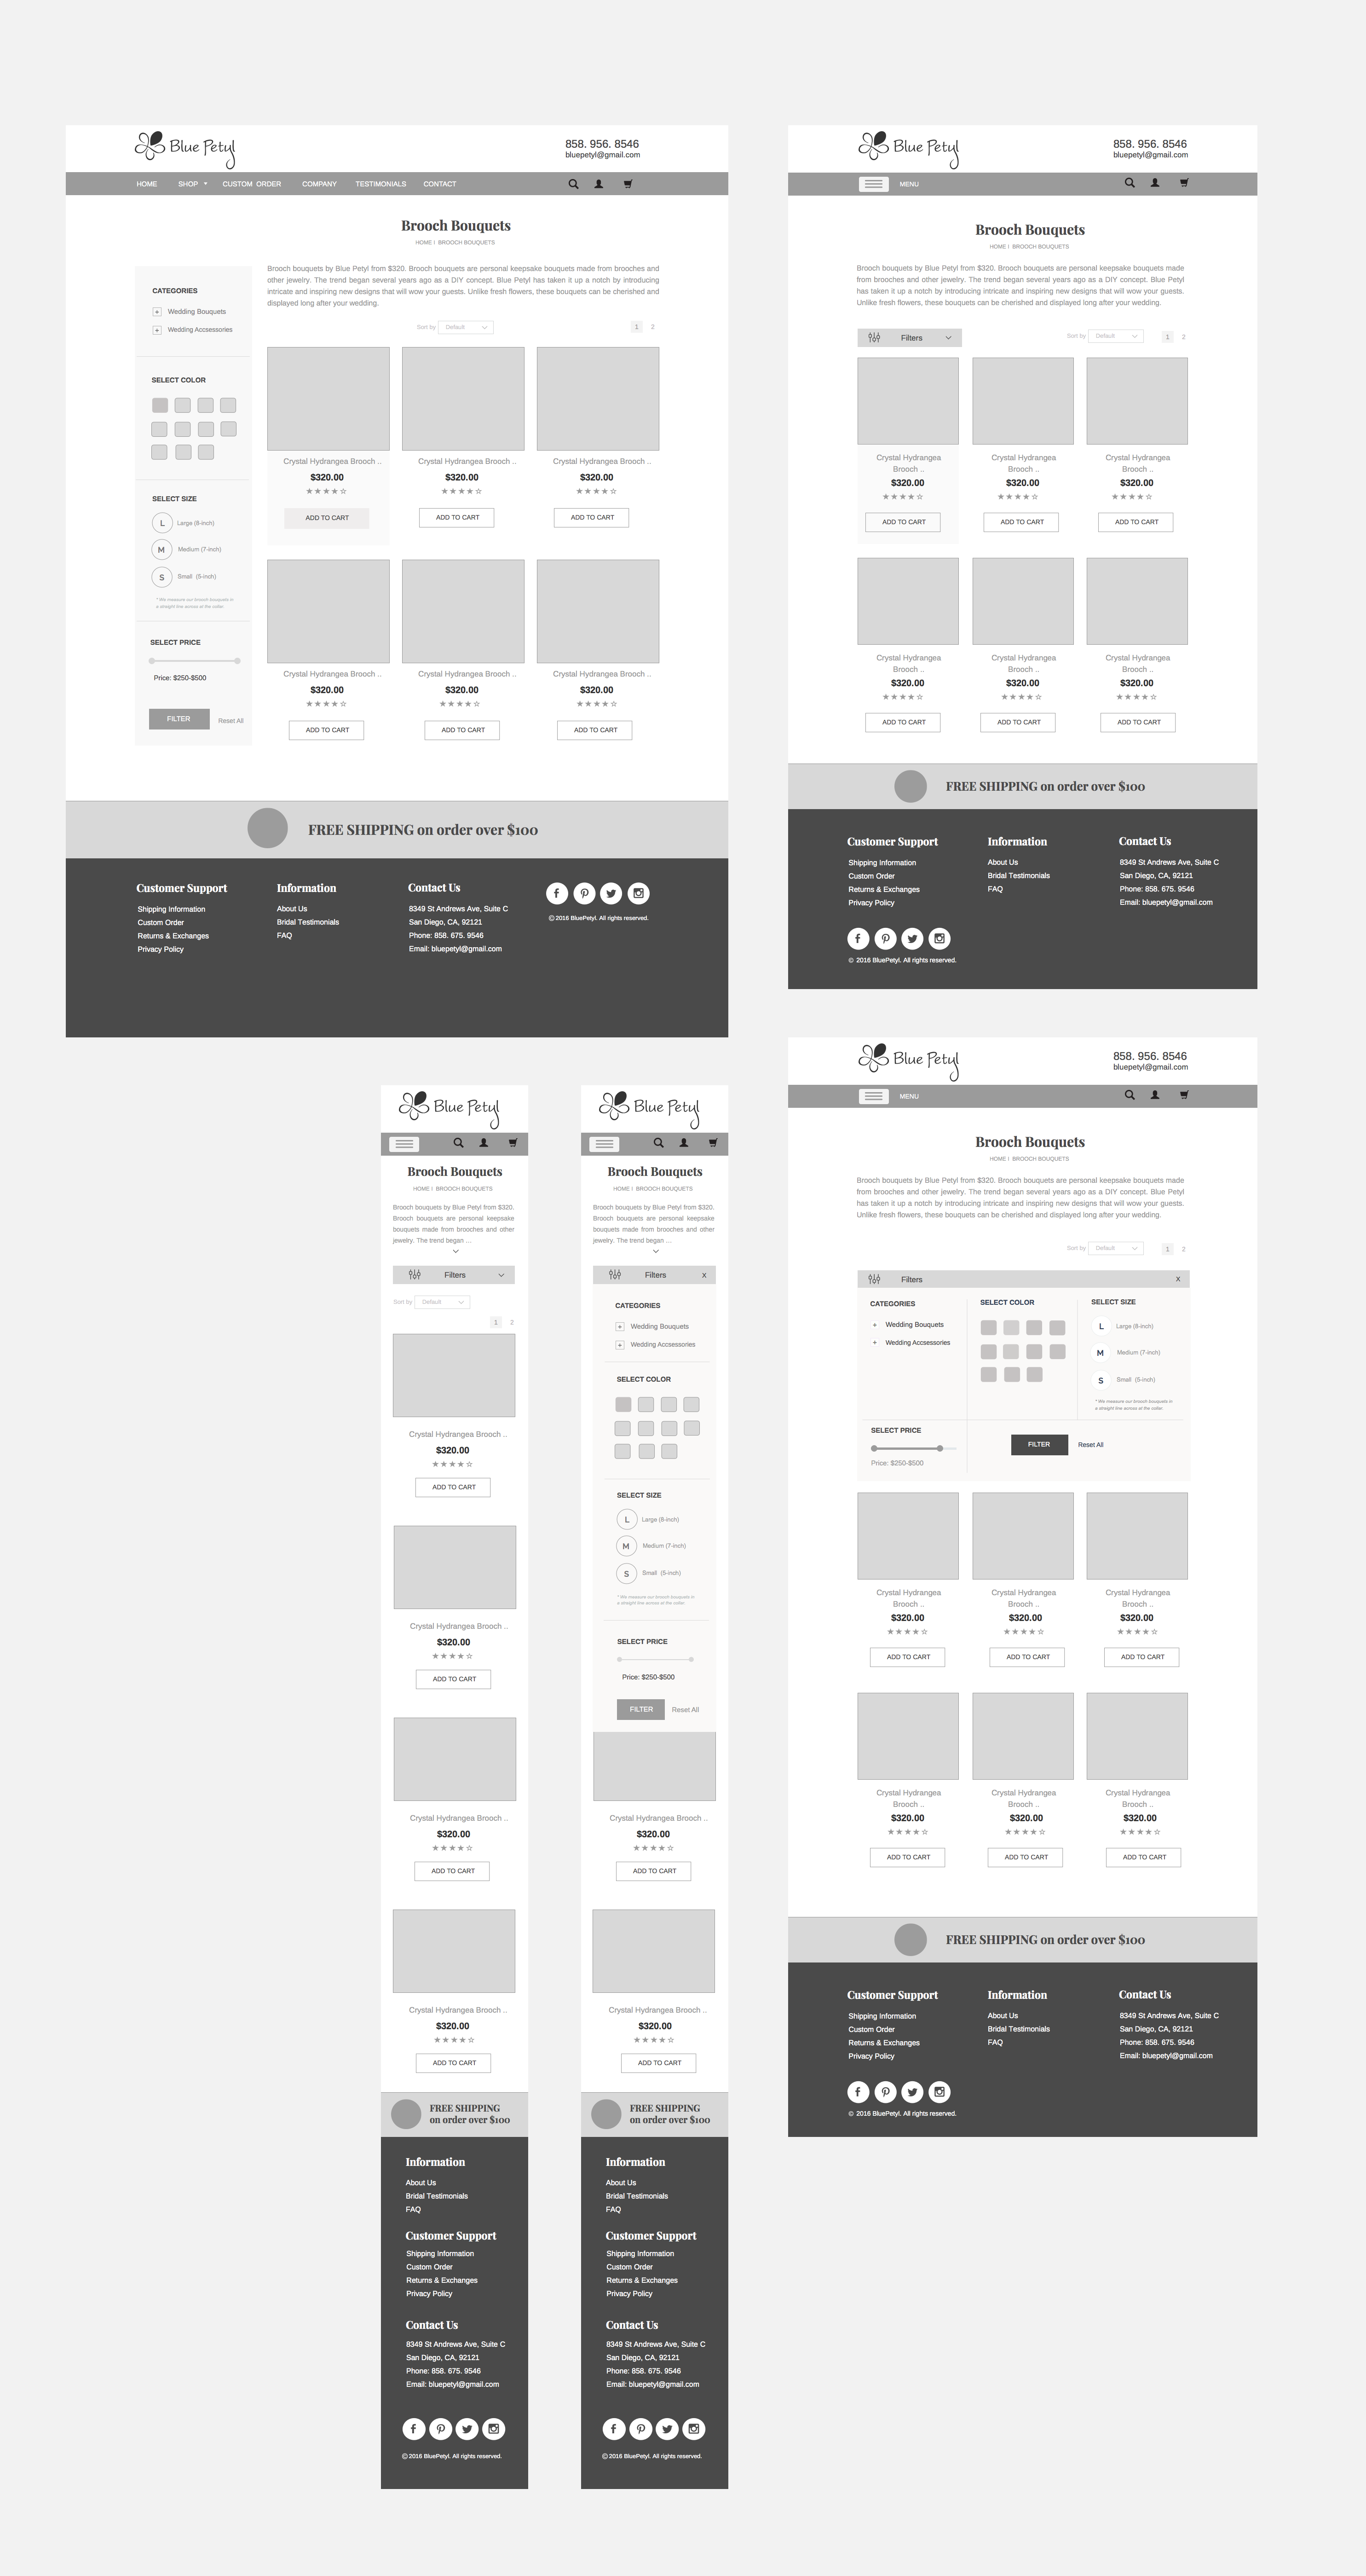 Blue Petyl
858. 956. 8546
bluepetyl@gmail.com
HOME SHOP CUSTOM ORDER COMPANY TESTIMONIALS CONTACT
Brooch Bouquets
HOME | BROOCH BOUQUETS
CATEGORIES
+ Wedding Bouquets
+ Wedding Accsessories
SELECT COLOR
SELECT SIZE
L Large (8-inch)
M Medium (7-inch)
S Small (5-inch)
* We measure our broch bouquets in
a straight line across at the collar.
SELECT PRICE
Price: $250-$500
FILTER Reset All
Brooch bouquets by Blue Petyl from $320. Brooch bouquets are personal keepsake bouquets made from brooches and
other jewelry. The trend began several years ago as a DIY concept. Blue Petyl has taken it up a notch by introducing
intricate and inspiring new designs that will wow your guests. Unlike fresh flowers, these bouquets can be cherished and
displayed long after your wedding.
Sort by Default 1 2
Crystal Hydrangea Brooch .. Crystal Hydrangea Brooch .. Crystal Hydrangea Brooch ..
$320.00 $320.00 $320.00
ADD TO CART ADD TO CART ADD TO CART
Crystal Hydrangea Brooch .. Crystal Hydrangea Brooch .. Crystal Hydrangea Brooch ..
$320.00 $320.00 $320.00
ADD TO CART ADD TO CART ADD TO CART
FREE SHIPPING on order over $100
Customer Support
Shipping Information
Custom Order
Returns & Exchanges
Privacy Policy
Information
About Us
Bridal Testimonials
FAQ
Contact Us
8349 St Andrews Ave, Suite C
San Diego, CA, 92121
Phone: 858. 675. 9546
Email: bluepetyl@gmail.com
© 2016 BluePetyl. All rights reserved.
Blue Petyl
858. 956. 8546
bluepetyl@gmail.com
MENU
Brooch Bouquets
HOME | BROOCH BOUQUETS
Brooch bouquets by Blue Petyl from $320. Brooch bouquets are personal keepsake bouquets made
from brooches and other jewelry. The trend began several years ago as a DIY concept. Blue Petyl
has taken it up a notch by introducing intricate and inspiring new designs that will wow your guests.
Unlike fresh flowers, these bouquets can be cherished and displayed long after your wedding.
Filters Sort by Default 1 2
Crystal Hydrangea Crystal Hydrangea Crystal Hydrangea
Brooch .. Brooch .. Brooch ..
$320.00 $320.00 $320.00
ADD TO CART ADD TO CART ADD TO CART
Crystal Hydrangea Crystal Hydrangea Crystal Hydrangea
Brooch .. Brooch .. Brooch ..
$320.00 $320.00 $320.00
ADD TO CART ADD TO CART ADD TO CART
FREE SHIPPING on order over $100
Customer Support
Shipping Information
Custom Order
Returns & Exchanges
Privacy Policy
Information
About Us
Bridal Testimonials
FAQ
Contact Us
8349 St Andrews Ave, Suite C
San Diego, CA, 92121
Phone: 858. 675. 9546
Email: bluepetyl@gmail.com
© 2016 BluePetyl. All rights reserved.
Blue Petyl
Brooch Bouquets
HOME | BROOCH BOUQUETS
Brooch bouquets by Blue Petyl from $320.
Brooch bouquets are personal keepsake
bouquets made from brooches and other
jewelry. The trend began ...
Filters
Sort by Default
1 2
Crystal Hydrangea Brooch ..
$320.00
ADD TO CART
Crystal Hydrangea Brooch ..
$320.00
ADD TO CART
Crystal Hydrangea Brooch ..
$320.00
ADD TO CART
Crystal Hydrangea Brooch ..
$320.00
ADD TO CART
FREE SHIPPING
on order over $100
Information
About Us
Bridal Testimonials
FAQ
Customer Support
Shipping Information
Custom Order
Returns & Exchanges
Privacy Policy
Contact Us
8349 St Andrews Ave, Suite C
San Diego, CA, 92121
Phone: 858. 675. 9546
Email: bluepetyl@gmail.com
© 2016 BluePetyl. All rights reserved.
Blue Petyl
Brooch Bouquets
HOME | BROOCH BOUQUETS
Brooch bouquets by Blue Petyl from $320.
Brooch bouquets are personal keepsake
bouquets made from brooches and other
jewelry. The trend began ...
Filters X
CATEGORIES
+ Wedding Bouquets
+ Wedding Accsessories
SELECT COLOR
SELECT SIZE
L Large (8-inch)
M Medium (7-inch)
S Small (5-inch)
* We measure our broch bouquets in
a straight line across at the collar.
SELECT PRICE
Price: $250-$500
FILTER Reset All
Crystal Hydrangea Brooch ..
$320.00
ADD TO CART
Crystal Hydrangea Brooch ..
$320.00
ADD TO CART
FREE SHIPPING
on order over $100
Information
About Us
Bridal Testimonials
FAQ
Customer Support
Shipping Information
Custom Order
Returns & Exchanges
Privacy Policy
Contact Us
8349 St Andrews Ave, Suite C
San Diego, CA, 92121
Phone: 858. 675. 9546
Email: bluepetyl@gmail.com
© 2016 BluePetyl. All rights reserved.
Blue Petyl
858. 956. 8546
bluepetyl@gmail.com
MENU
Brooch Bouquets
HOME | BROOCH BOUQUETS
Brooch bouquets by Blue Petyl from $320. Brooch bouquets are personal keepsake bouquets made
from brooches and other jewelry. The trend began several years ago as a DIY concept. Blue Petyl
has taken it up a notch by introducing intricate and inspiring new designs that will wow your guests.
Unlike fresh flowers, these bouquets can be cherished and displayed long after your wedding.
Sort by Default 1 2
Filters X
CATEGORIES
+ Wedding Bouquets
+ Wedding Accsessories
SELECT COLOR
SELECT SIZE
L Large (8-inch)
M Medium (7-inch)
S Small (5-inch)
* We measure our broch bouquets in
a straight line across at the collar.
SELECT PRICE
Price: $250-$500
FILTER Reset All
Crystal Hydrangea Crystal Hydrangea Crystal Hydrangea
Brooch .. Brooch .. Brooch ..
$320.00 $320.00 $320.00
ADD TO CART ADD TO CART ADD TO CART
Crystal Hydrangea Crystal Hydrangea Crystal Hydrangea
Brooch .. Brooch .. Brooch ..
$320.00 $320.00 $320.00
ADD TO CART ADD TO CART ADD TO CART
FREE SHIPPING on order over $100
Customer Support
Shipping Information
Custom Order
Returns & Exchanges
Privacy Policy
Information
About Us
Bridal Testimonials
FAQ
Contact Us
8349 St Andrews Ave, Suite C
San Diego, CA, 92121
Phone: 858. 675. 9546
Email: bluepetyl@gmail.com
© 2016 BluePetyl. All rights reserved.